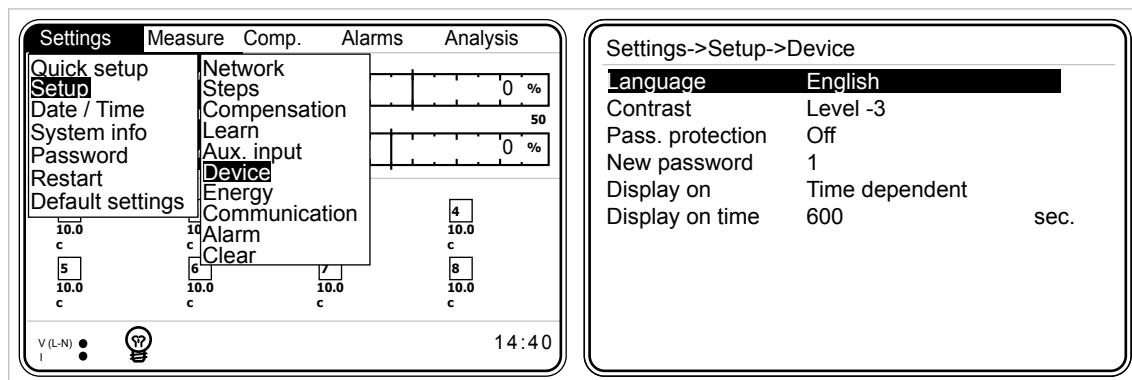 Settings Measure Comp. Alarms Analysis
Quick setup
Setup
Date / Time
System info
Password
Restart
Default settings
Network
Steps
Compensation
Learn
Aux. input
Device
Energy
Communication
Alarm
Clear
0 %
50
0 %
4
10.0 10 10.0
c c c
5 6 7 8
10.0 10.0 10.0 10.0
c c c c
V (L-N)
I
14:40
Settings->Setup->Device
Language English
Contrast Level -3
Pass. protection Off
New password 1
Display on Time dependent
Display on time 600 sec.